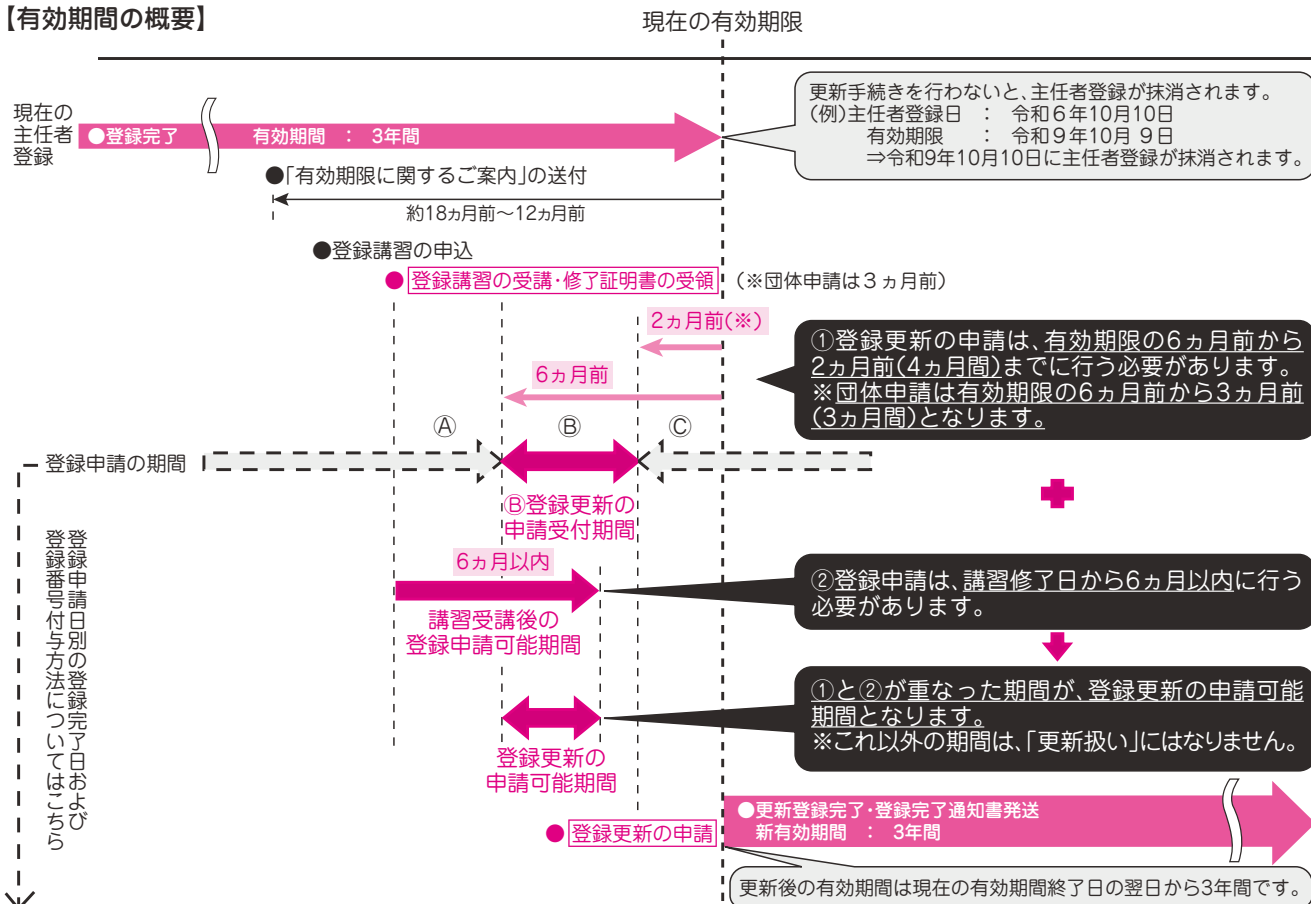 【有効期間の概要】
現在の有効期限
現在の
主任者
登録
●登録完了
有効期間 ： 3年間
更新手続きを行わないと、主任者登録が抹消されます。
(例)主任者登録日 ： 令和６年10月10日
有効期限 ： 令和９年10月 9日
⇒令和9年10月10日に主任者登録が抹消されます。
●「有効期限に関するご案内」の送付
約18ヵ月前〜12ヵ月前
●登録講習の申込
●登録講習の受講・修了証明書の受領
(※団体申請は３ヵ月前)
2ヵ月前(※)
6ヵ月前
①登録更新の申請は、有効期限の6ヵ月前から
2ヵ月前(4ヵ月間)までに行う必要があります。
※団体申請は有効期限の6ヵ月前から3ヵ月前
(3ヵ月間)となります。
Ⓐ
Ⓑ
Ⓒ
登録申請の期間
Ⓑ登録更新の
申請受付期間
登録申請日別の登録完了日および
登録番号付与方法についてはこちら
6ヵ月以内
講習受講後の
登録申請可能期間
②登録申請は、講習修了日から6ヵ月以内に行う
必要があります。
登録更新の
申請可能期間
①と②が重なった期間が、登録更新の申請可能
期間となります。
※これ以外の期間は、「更新扱い」にはなりません。
●登録更新の申請
●更新登録完了・登録完了通知書発送
新有効期間 ： 3年間
更新後の有効期間は現在の有効期間終了日の翌日から3年間です。